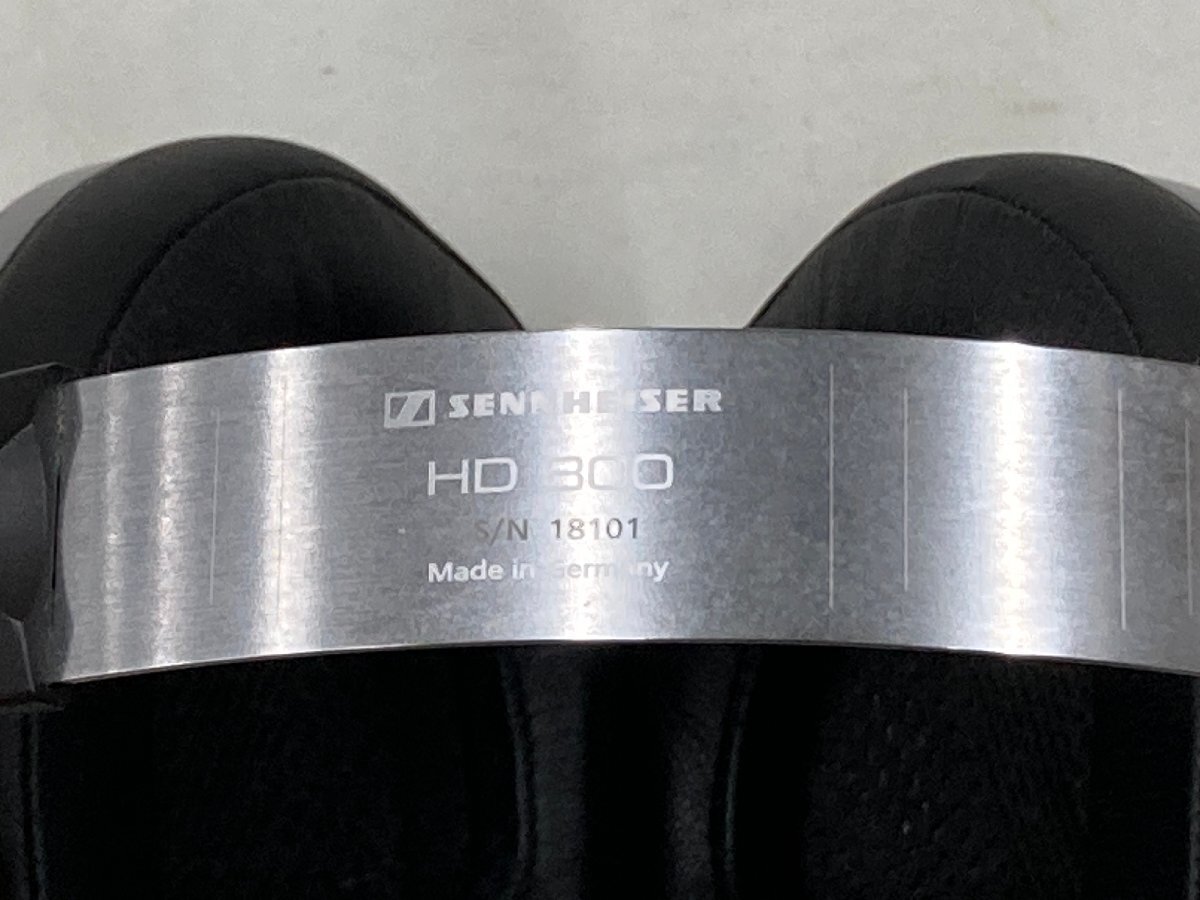 SENNHEISER
HD 800
S/N 18101
Made in Germany